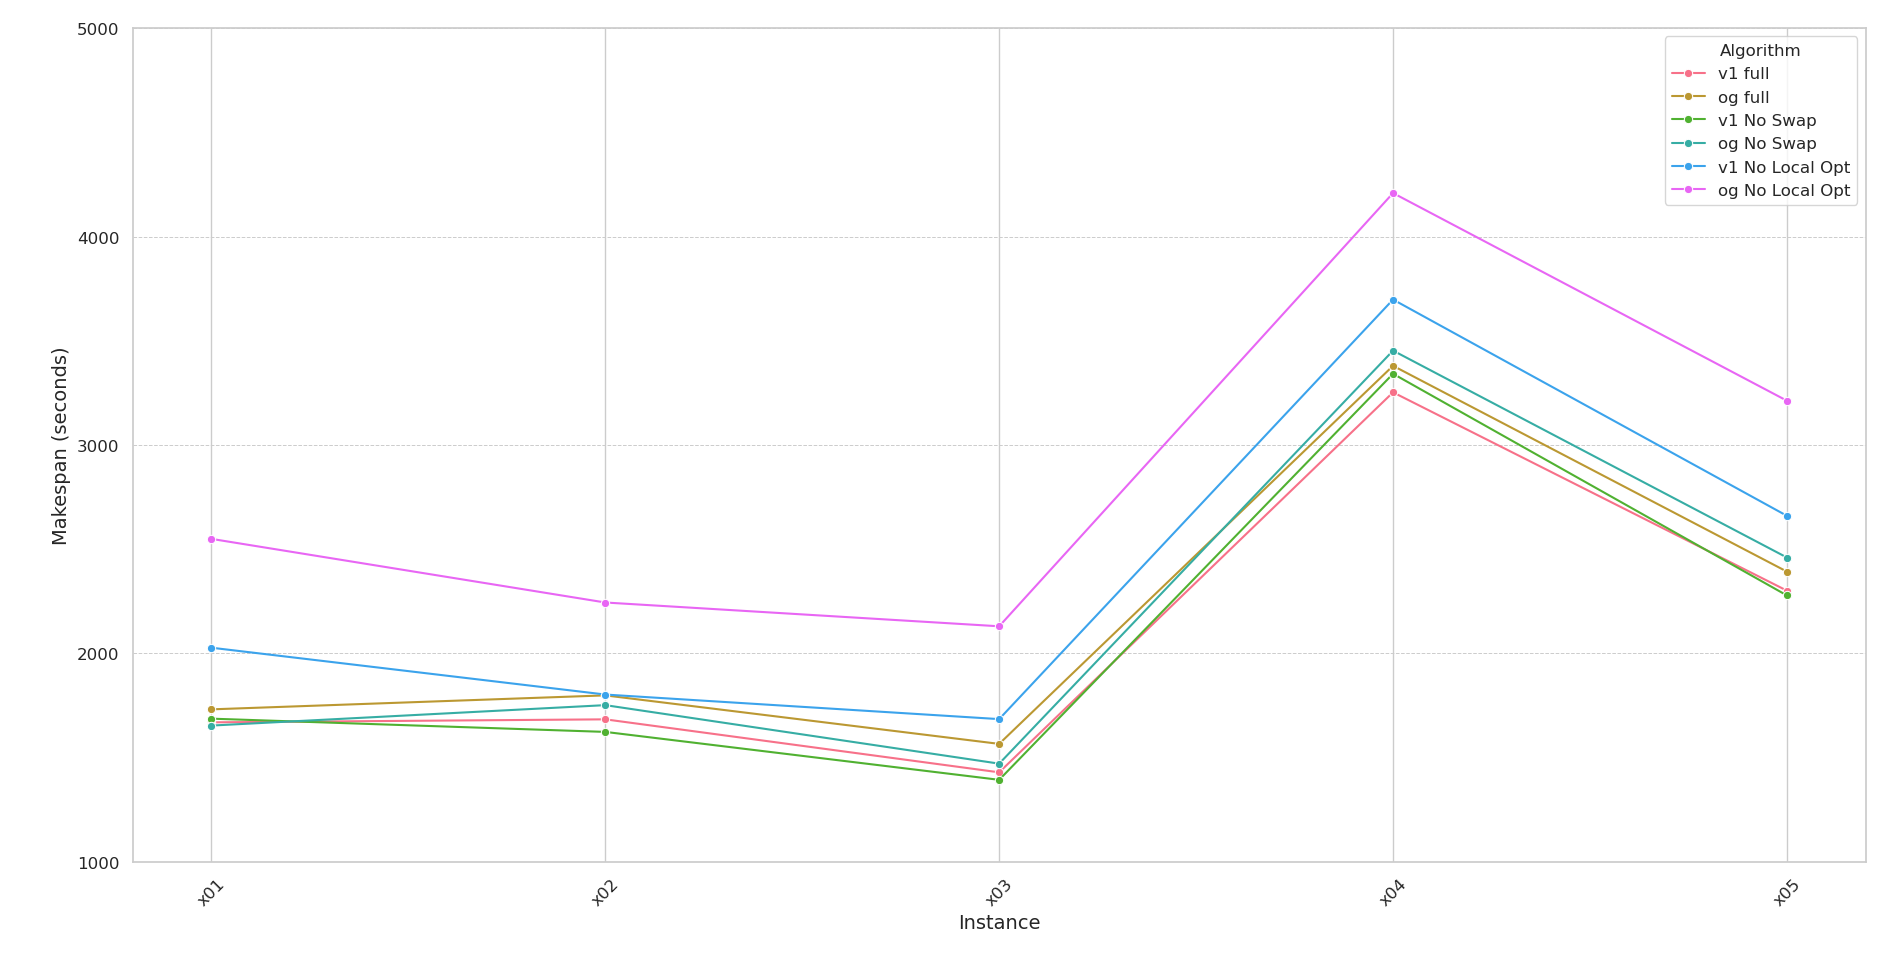 5000
4000
3000
2000
1000
Makespan (seconds)
Algorithm
v1 full
og full
v1 No Swap
og No Swap
v1 No Local Opt
og No Local Opt
x01
x02
x03
x04
x05
Instance